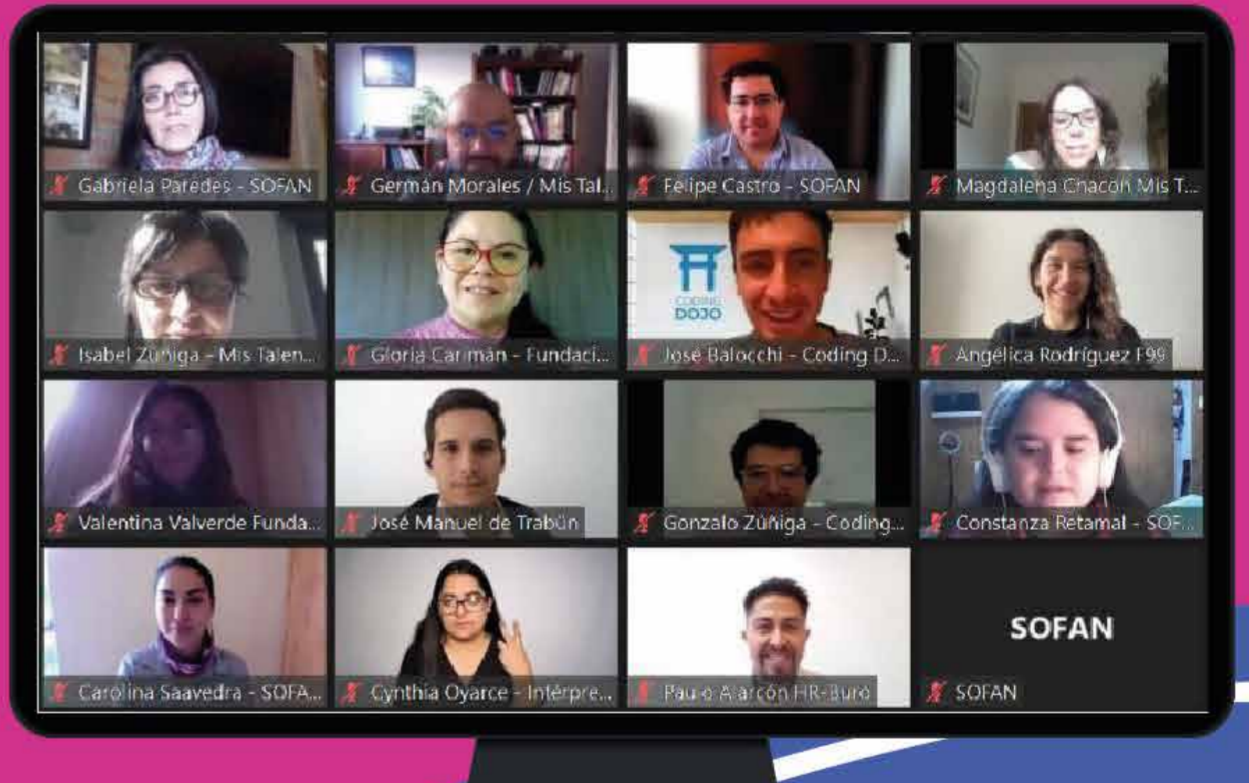 Gabriela Paredes - SOFAN
Germán Morales / Mis Tal...
Felipe Castro - SOFAN
Magdalena Chacón Mis T...
Isabel Zúñiga - Mis Talen...
Gloria Carimán - Fundaci...
CODING
DOJO
José Balocchi - Coding D...
Angélica Rodríguez F99
Valentina Valverde Funda...
José Manuel de Trabün
Gonzalo Zúñiga - Coding...
Constanza Retamal - SOF...
Carolina Saavedra - SOFA...
Cynthia Oyarce - Intérpre...
Paulo Alarcón HR-Buró
SOFAN
SOFAN